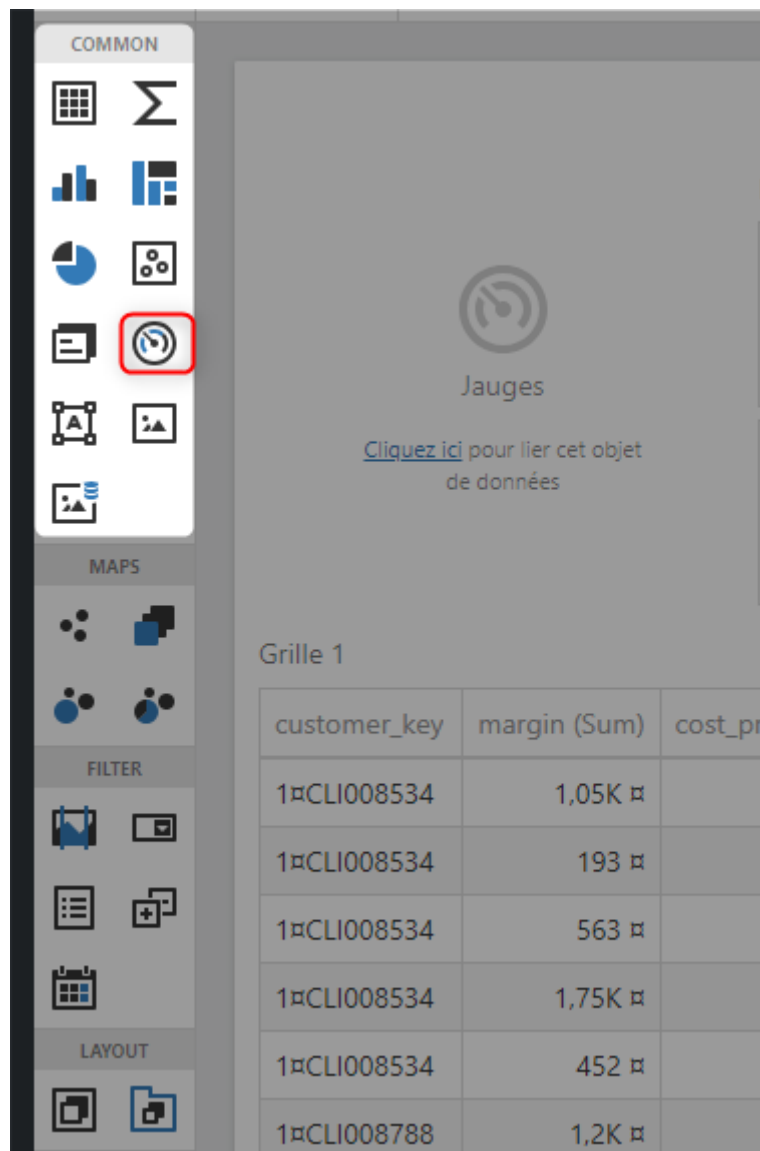 COMMON
Jauges
Cliquez ici pour lier cet objet
de données
MAPS
Grille 1
customer_key margin (Sum) cost_pr
FILTER
1¤CLI008534 1,05K ¤
1¤CLI008534 193 ¤
1¤CLI008534 563 ¤
1¤CLI008534 1,75K ¤
LAYOUT
1¤CLI008534 452 ¤
1¤CLI008788 1,2K ¤